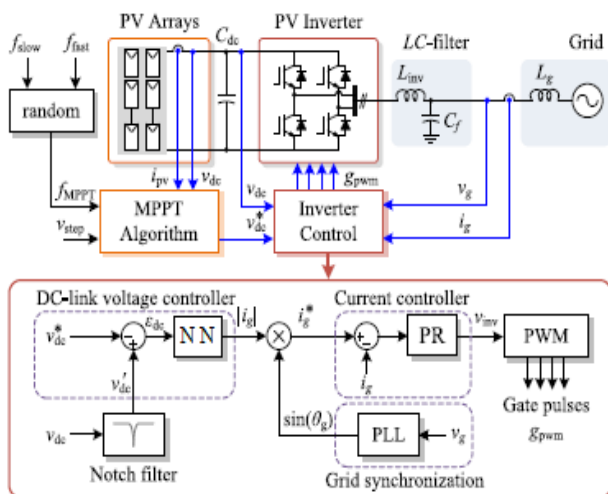 PV Arrays
PV Inverter
LC-filter
Grid
f_slow
f_fast
C_dc
L_inv
L_g
random
C_f
i_pv
v_dc
g_pwm
f_MPPT
v_dc
v_g
MPPT
Algorithm
Inverter
Control
v_step
v*_dc
i_g
DC-link voltage controller
|i_g|
i*_g
Current controller
v_inv
v*_dc
ε_dc
N N
PR
PWM
v'_dc
i_g
Gate pulses
g_pwm
sin(θ_g)
v_dc
PLL
v_g
Notch filter
Grid synchronization